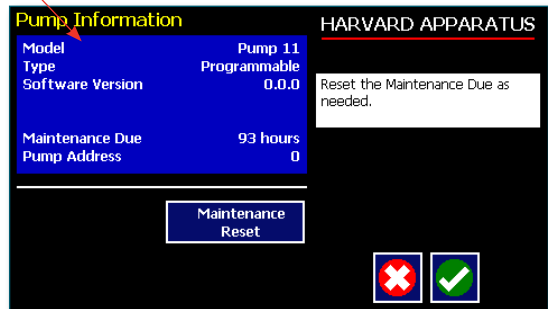 Pump Information
Model Pump 11
Type Programmable
Software Version 0.0.0
Maintenance Due 93 hours
Pump Address 0
Maintenance
Reset
HARVARD APPARATUS
Reset the Maintenance Due as
needed.